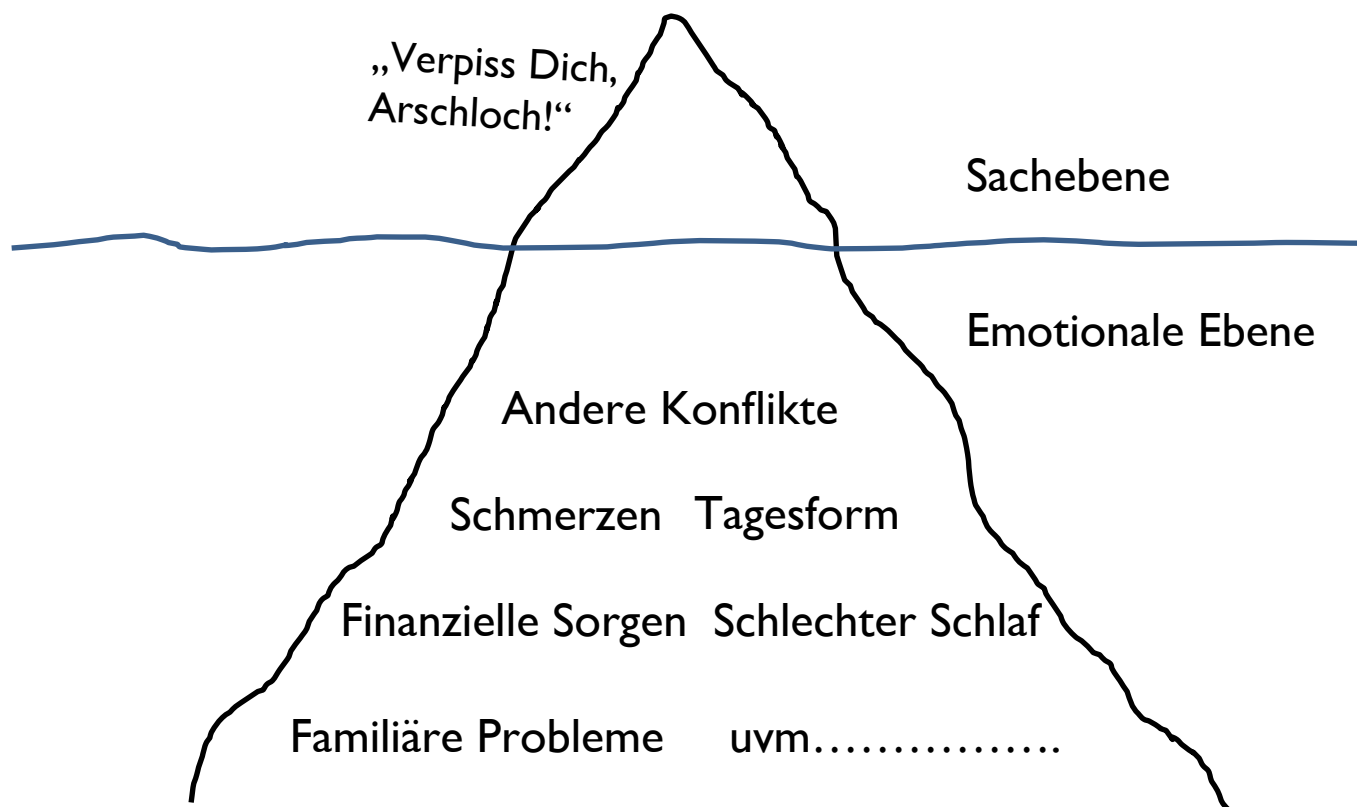 „Verpiss Dich,
Arschloch!“
Sachebene
Emotionale Ebene
Andere Konflikte
Schmerzen Tagesform
Finanzielle Sorgen Schlechter Schlaf
Familiäre Probleme uvm…………….